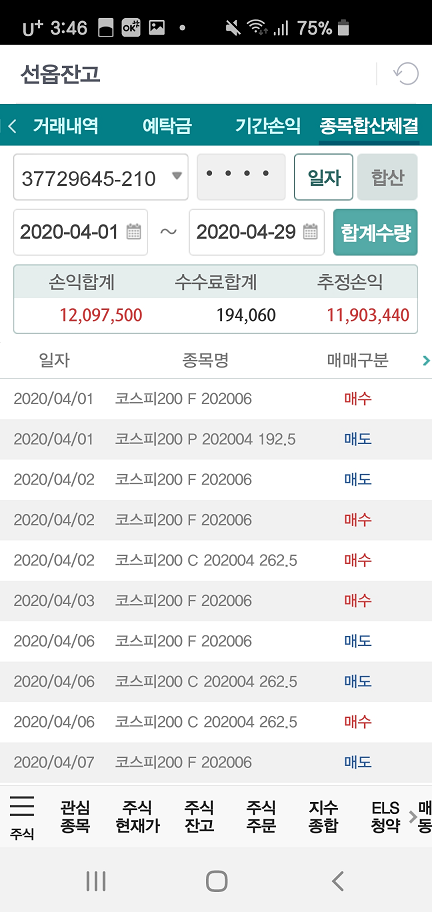 U+ 3:46 OK# 75%
선옵잔고
거래내역 예탁금 기간손익 종목합산체결
37729645-210 •••• 일자 합산
2020-04-01 ~ 2020-04-29 합계수량
손익합계 수수료합계 추정손익
12,097,500 194,060 11,903,440
일자 종목명 매매구분
2020/04/01 코스피200 F 202006 매수
2020/04/01 코스피200 P 202004 192.5 매도
2020/04/02 코스피200 F 202006 매도
2020/04/02 코스피200 F 202006 매수
2020/04/02 코스피200 C 202004 262.5 매수
2020/04/03 코스피200 F 202006 매수
2020/04/06 코스피200 F 202006 매도
2020/04/06 코스피200 C 202004 262.5 매도
2020/04/06 코스피200 C 202004 262.5 매수
2020/04/07 코스피200 F 202006 매도
주식 관심 종목 주식 현재가 주식 잔고 주식 주문 지수 종합 ELS 청약 매 동